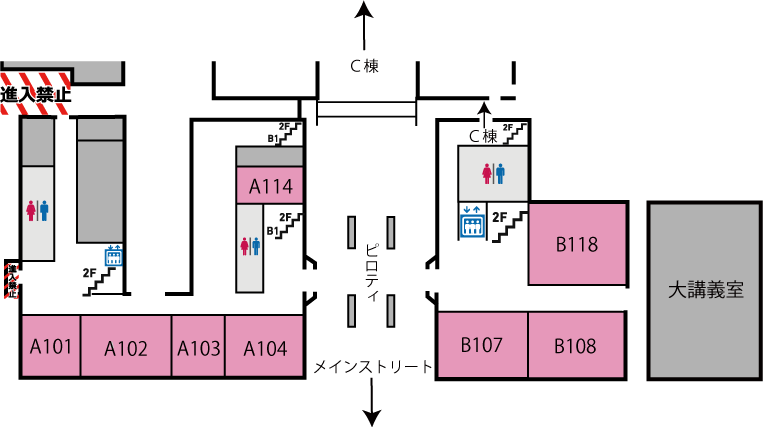 C棟
進入禁止
2F
B1
C棟
2F
A114
2F
B1
2F
B118
ピロティ
進入禁止
2F
大講義室
A101
A102
A103
A104
B107
B108
メインストリート